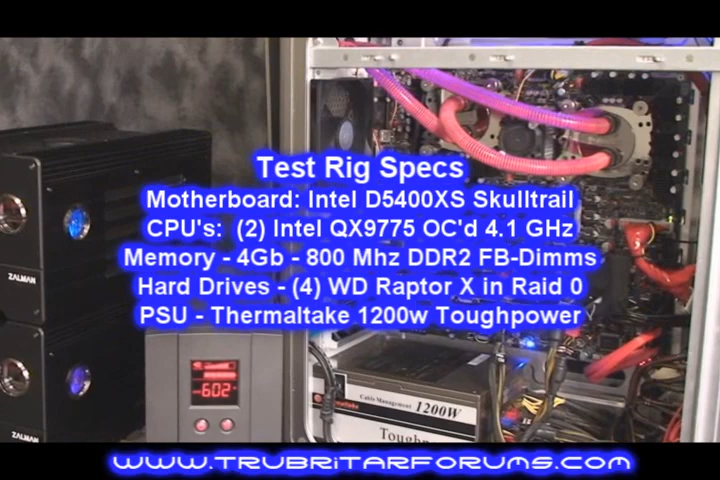 Test Rig Specs
Motherboard: Intel D5400XS Skulltrail
CPU's: (2) Intel QX9775 OC'd 4.1 GHz
Memory - 4Gb - 800 Mhz DDR2 FB-Dimms
Hard Drives - (4) WD Raptor X in Raid 0
PSU - Thermaltake 1200w Toughpower
ZALMAN
602
Cable Management 1200W
ZALMAN
WWW.TRUBRITARFORUMS.COM